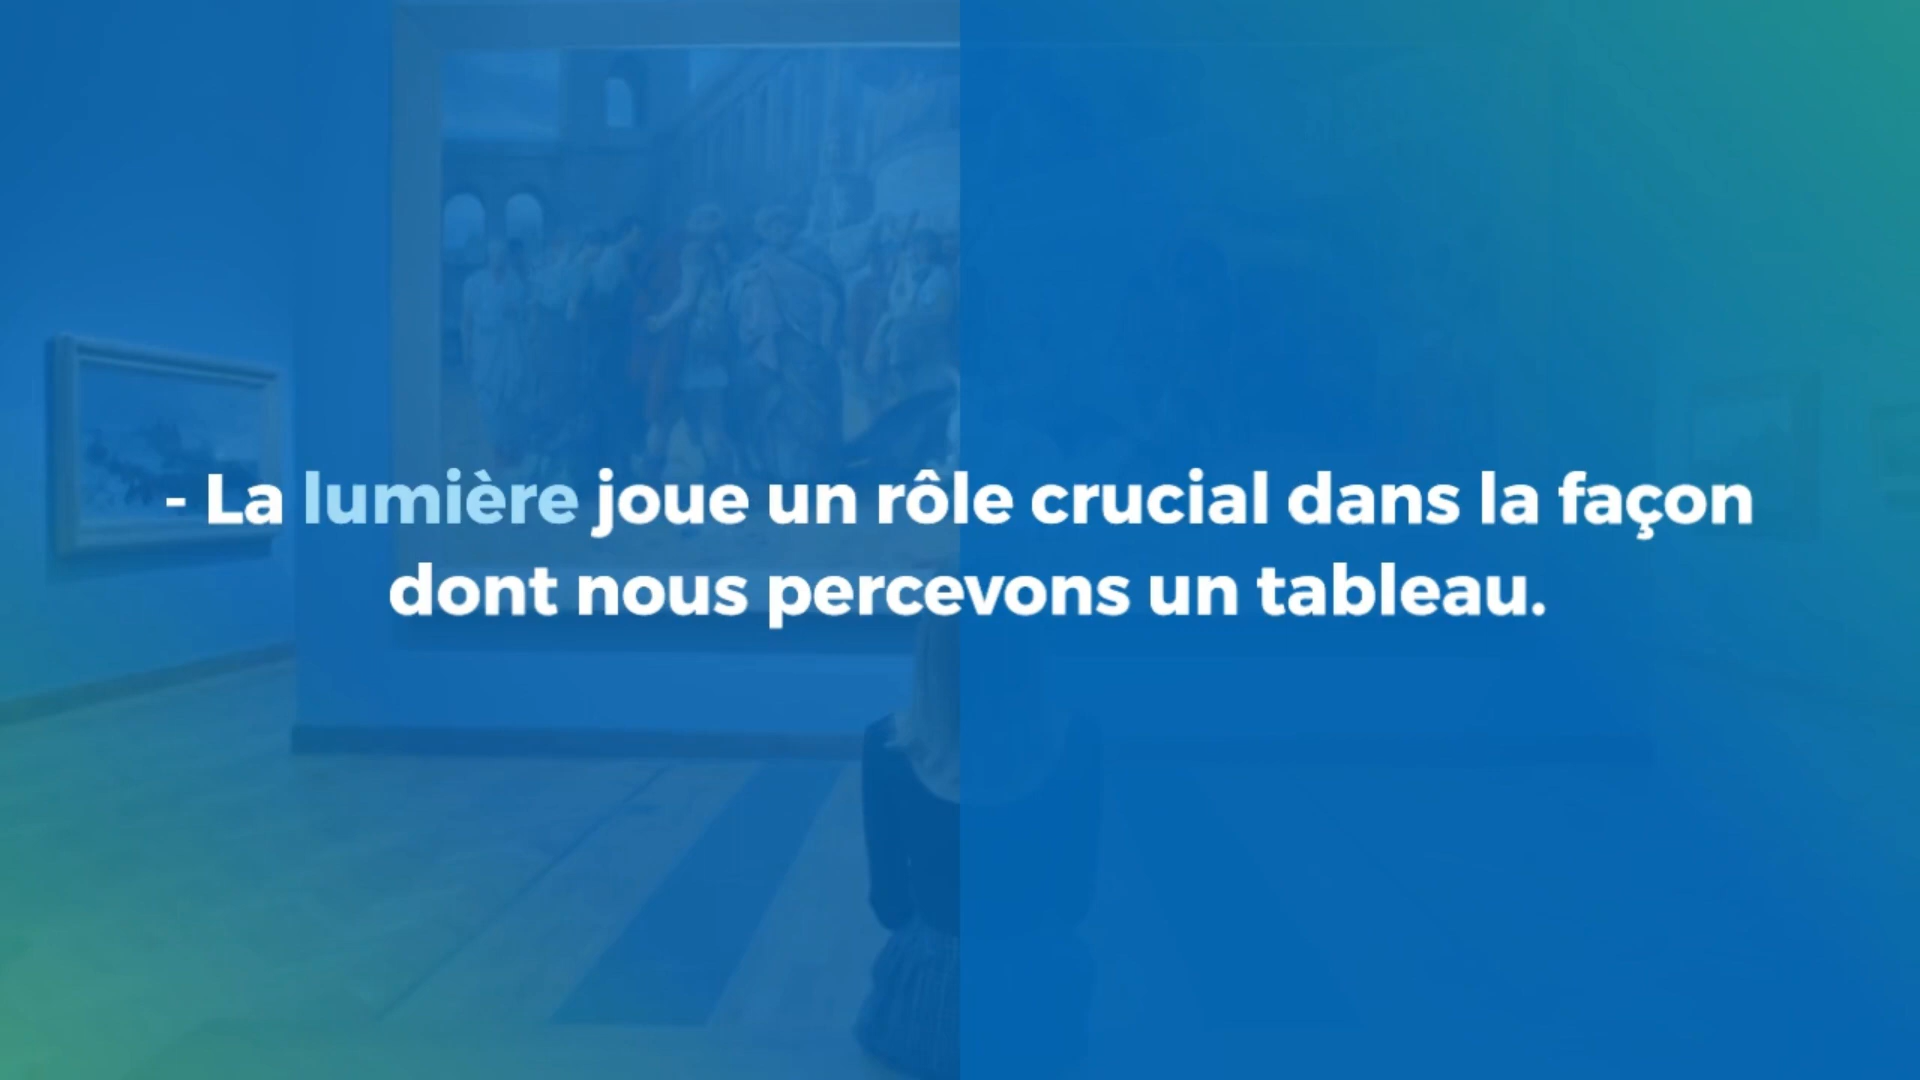 - La lumière joue un rôle crucial dans la façon
dont nous percevons un tableau.